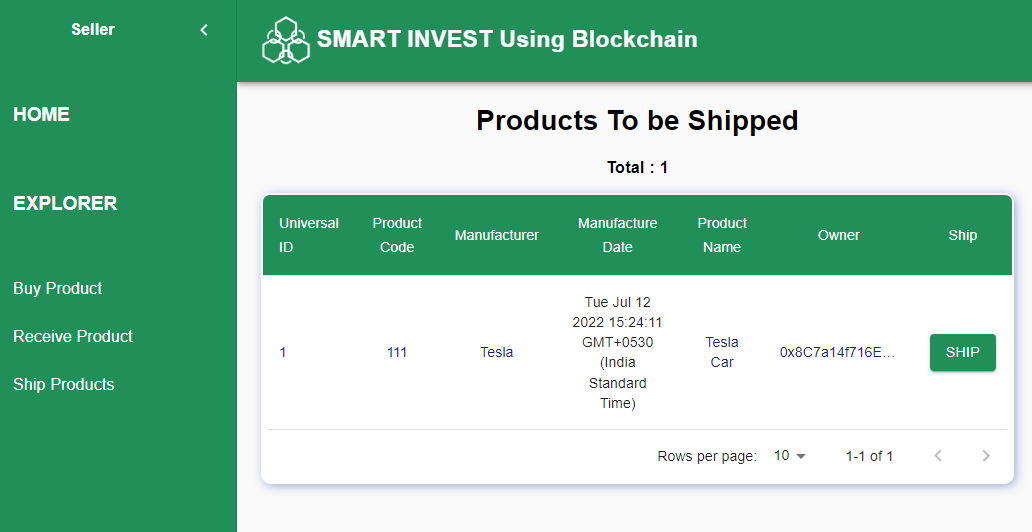 Seller
SMART INVEST Using Blockchain
HOME
EXPLORER
Buy Product
Receive Product
Ship Products
Products To be Shipped
Total : 1
Universal
ID
Product
Code
Manufacturer
Manufacture
Date
Product
Name
Owner
Ship
1
111
Tesla
Tue Jul 12
2022 15:24:11
GMT+0530
(India
Standard
Time)
Tesla
Car
0x8C7a14f716E...
SHIP
Rows per page: 10
1-1 of 1